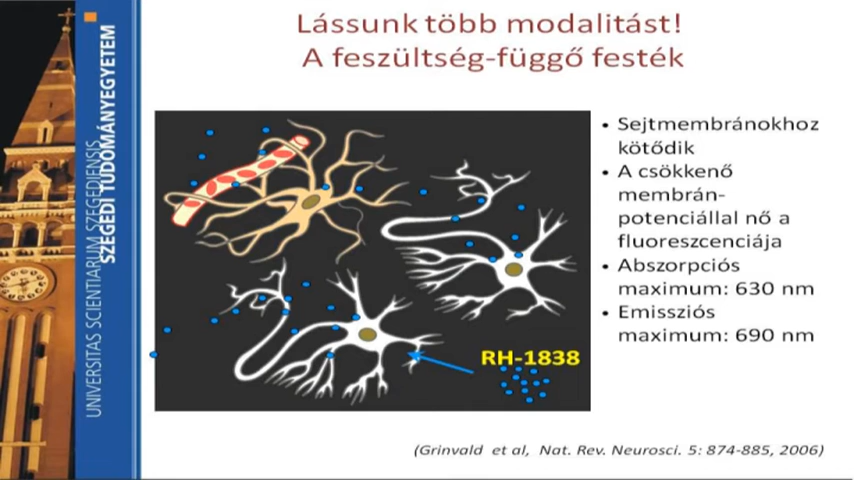 Lássunk több modalitást!
A feszültség-függő festék
UNIVERSITAS SCIENTIARUM SZEGEDIENSIS
SZEGEDI TUDOMÁNYEGYETEM
• Sejtmembránokhoz
kötődik
• A csökkenő
membrán-
potenciállal nő a
fluoreszcenciája
• Abszorpciós
maximum: 630 nm
• Emissziós
maximum: 690 nm
RH-1838
(Grinvald et al, Nat. Rev. Neurosci. 5: 874-885, 2006)